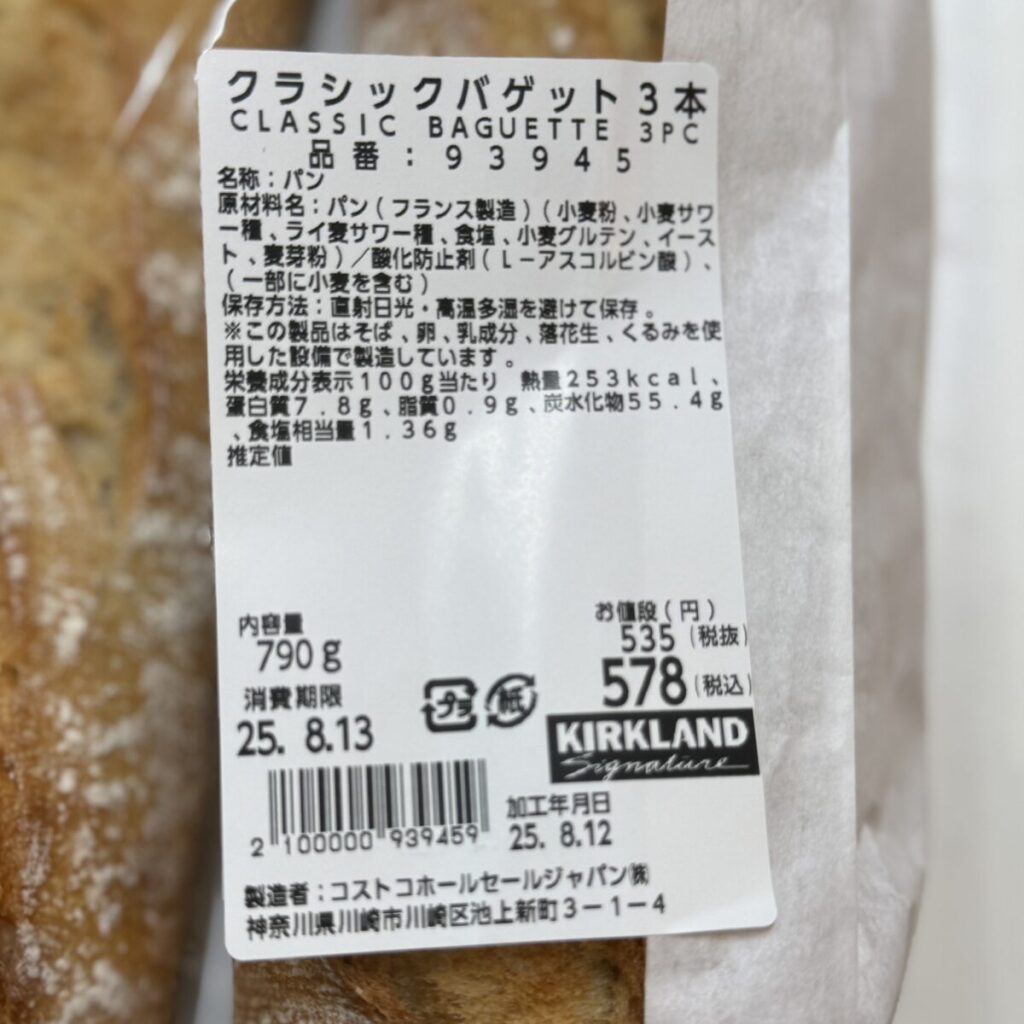 クラシックバゲット3本
CLASSIC BAGUETTE 3PC
品番:93945
名称:パン
原材料名:パン(フランス製造)(小麦粉、小麦サワ
ー種、ライ麦サワー種、食塩、小麦グルテン、イース
ト、麦芽粉)/酸化防止剤(L-アスコルビン酸)、
(一部に小麦を含む)
保存方法:直射日光・高温多湿を避けて保存。
※この製品はそば、卵、乳成分、落花生、くるみを使
用した設備で製造しています。
栄養成分表示100g当たり 熱量253kcal、
蛋白質7.8g、脂質0.9g、炭水化物55.4g
、食塩相当量1.36g
推定値
内容量
790g
お値段(円)
535(税抜)
578(税込)
消費期限
25. 8.13
プラ
紙
KIRKLAND
Signature
加工年月日
25. 8.12
2 100000 939459
製造者:コストコホールセールジャパン㈱
神奈川県川崎市川崎区池上新町3-1-4